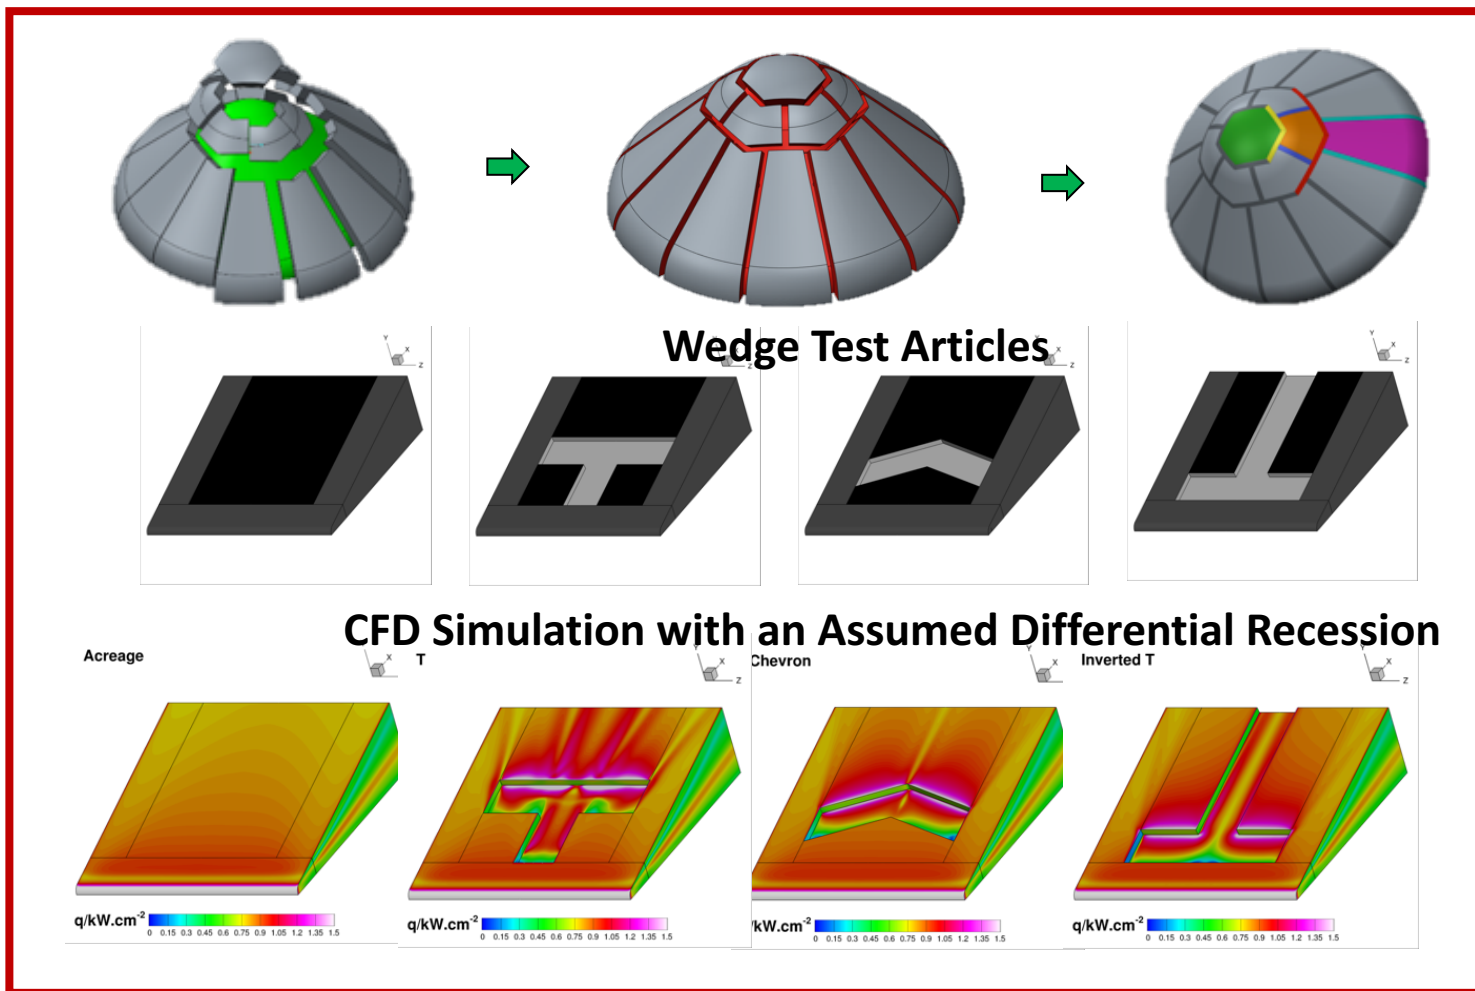 Wedge Test Articles
Y X Z
Y X Z
X Z
Y X Z
CFD Simulation with an Assumed Differential Recession
Acreage
X
T
X Z
Chevron
X
Inverted T
Y X Z
q/kW.cm-2
0 0.15 0.3 0.45 0.6 0.75 0.9 1.05 1.2 1.35 1.5
q/kW.cm-2
0 0.15 0.3 0.45 0.6 0.75 0.9 1.05 1.2 1.35 1.5
/kW.cm-2
0 0.15 0.3 0.45 0.6 0.75 0.9 1.05 1.2 1.35 1.5
q/kW.cm-2
0 0.15 0.3 0.45 0.6 0.75 0.9 1.05 1.2 1.35 1.5